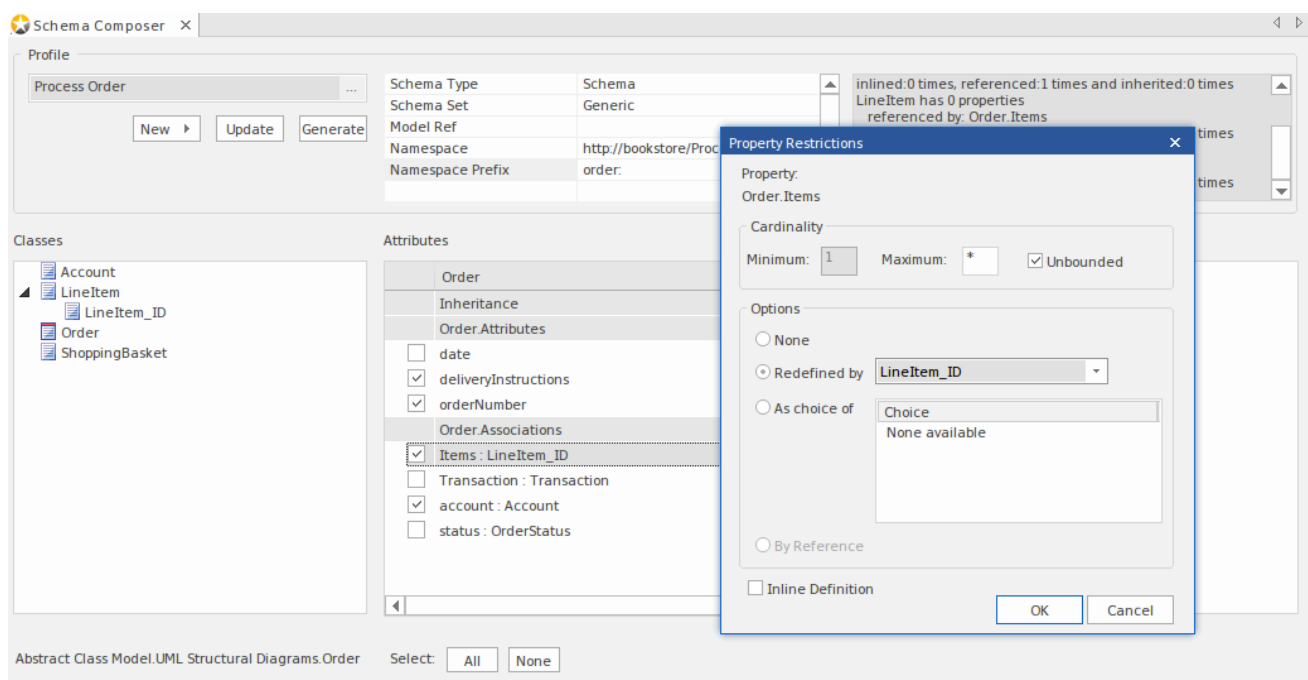 Schema Composer
Profile
Process Order ...
New Update Generate
Schema Type Schema
Schema Set Generic
Model Ref
Namespace http://bookstore/Proc
Namespace Prefix order:
inlined:0 times, referenced:1 times and inherited:0 times
LineItem has 0 properties
referenced by: Order.Items
times
times
Classes
Account
LineItem
LineItem_ID
Order
ShoppingBasket
Attributes
Order
Inheritance
Order.Attributes
date
deliveryInstructions
orderNumber
Order.Associations
Items : LineItem_ID
Transaction : Transaction
account : Account
status : OrderStatus
Property Restrictions
Property:
Order.Items
Cardinality
Minimum: 1 Maximum: * Unbounded
Options
None
Redefined by LineItem_ID
As choice of
Choice
None available
By Reference
Inline Definition
OK Cancel
Abstract Class Model.UML Structural Diagrams.Order Select: All None